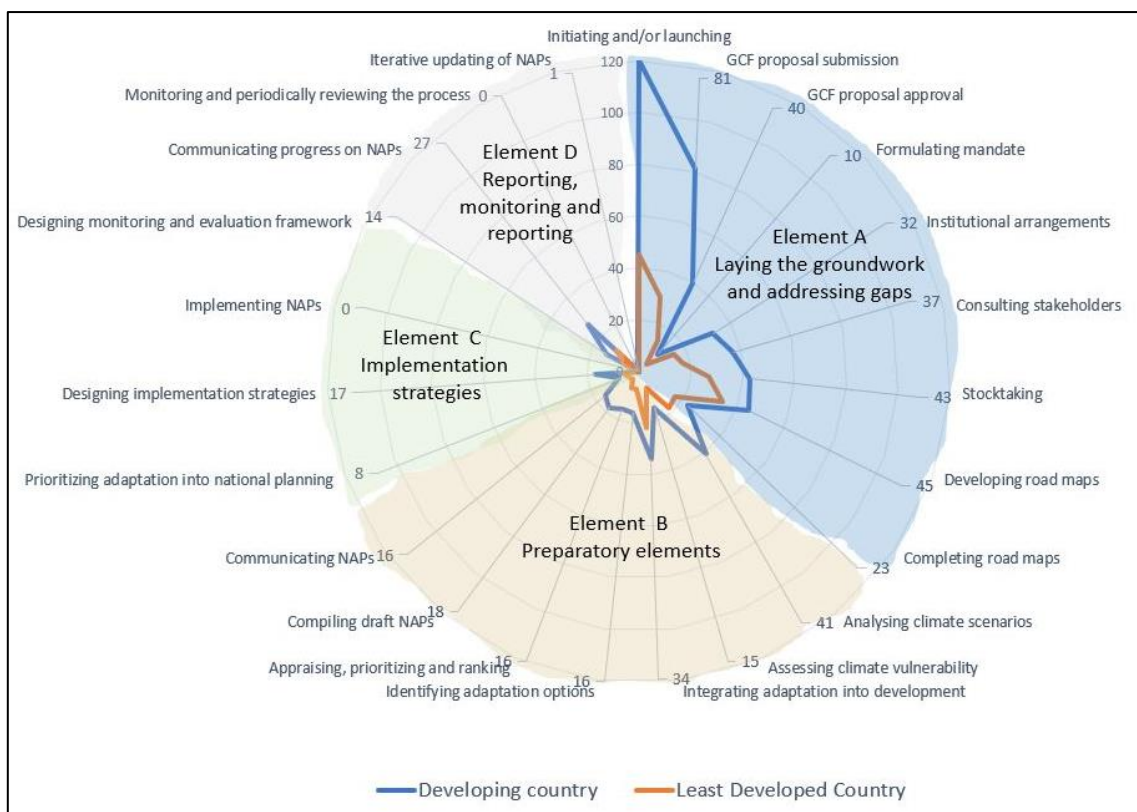 Initiating and/or launching
Iterative updating of NAPs
1
120
GCF proposal submission
81
Monitoring and periodically reviewing the process
0
100
40
GCF proposal approval
Communicating progress on NAPs
27
80
10
Formulating mandate
Element D
Reporting,
monitoring and
reporting
Designing monitoring and evaluation framework
14
60
32
Institutional arrangements
Element A
Laying the groundwork
and addressing gaps
40
Implementing NAPs
0
20
37
Consulting stakeholders
Element C
Implementation
strategies
0
Designing implementation strategies
17
43
Stocktaking
Prioritizing adaptation into national planning
8
45
Developing road maps
Element B
Preparatory elements
Communicating NAPs
16
23
Completing road maps
Compiling draft NAPs
18
41
Analysing climate scenarios
Appraising, prioritizing and ranking
16
15
Assessing climate vulnerability
Identifying adaptation options
16
34
Integrating adaptation into development
Developing country
Least Developed Country